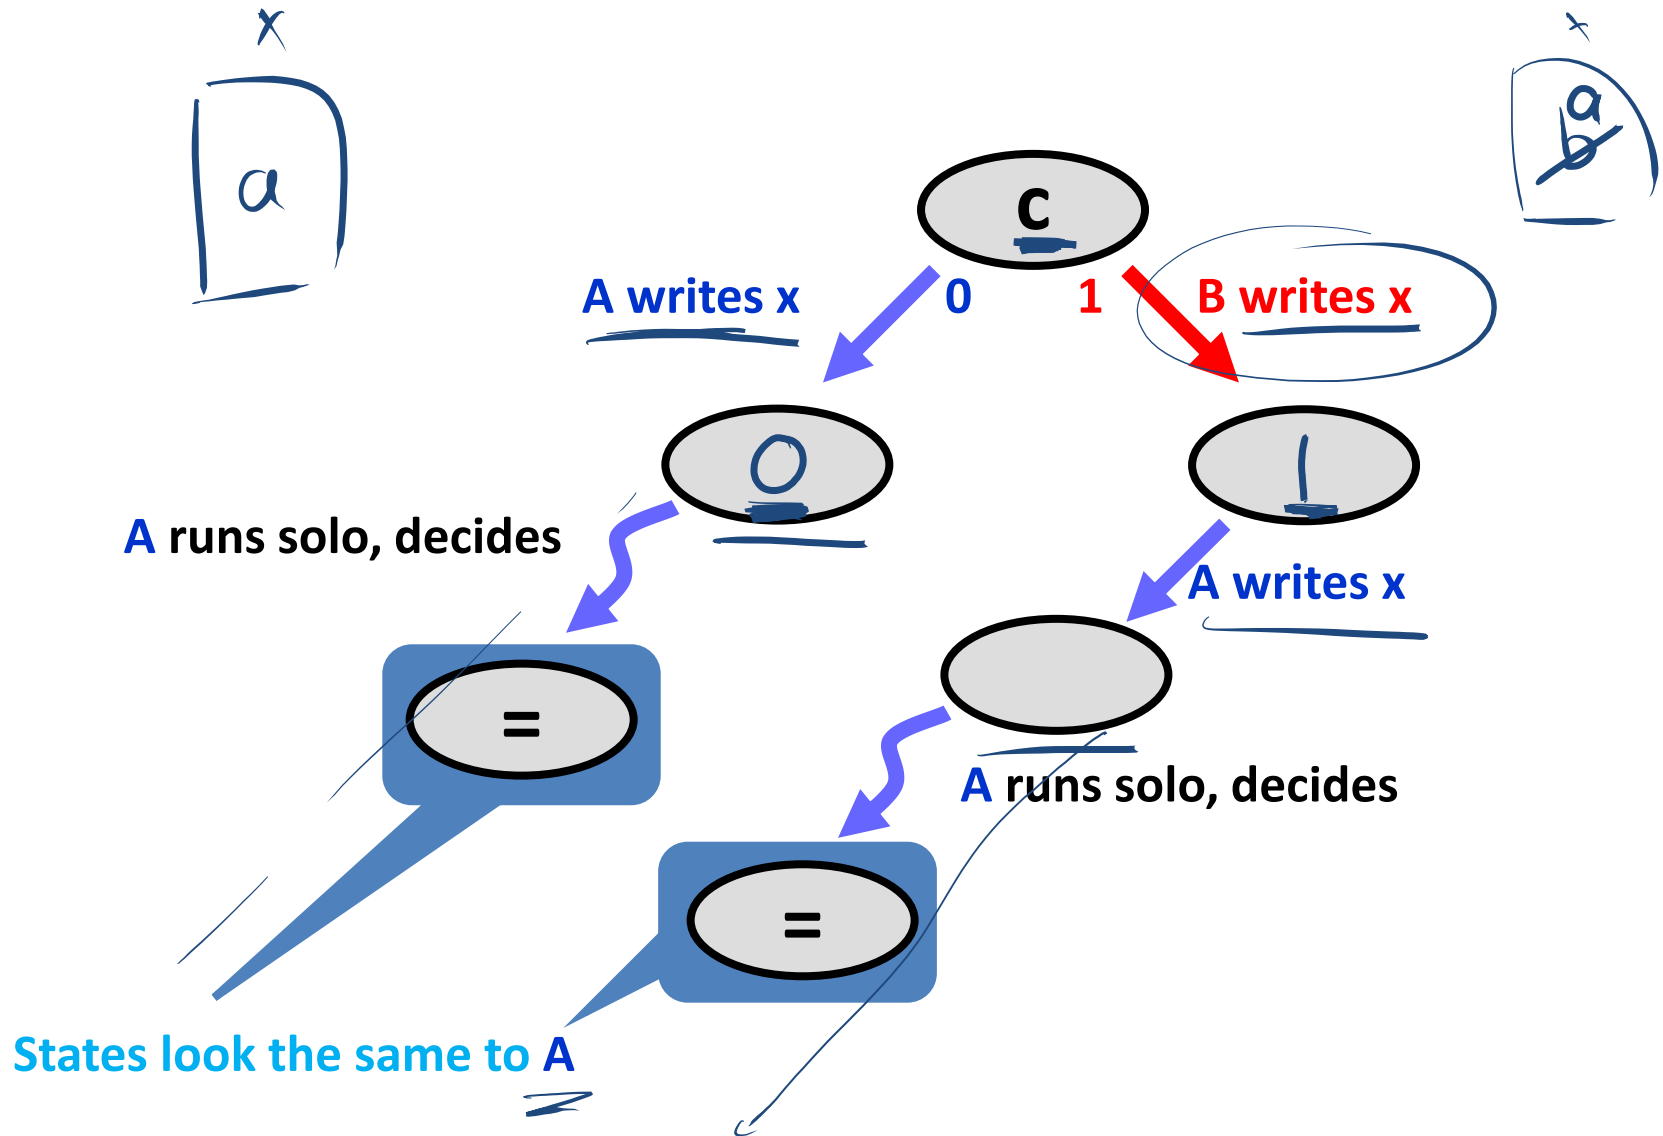 x
x
a
a
b
c
A writes x
0
1
B writes x
0
1
A runs solo, decides
A writes x
=
A runs solo, decides
=
States look the same to A